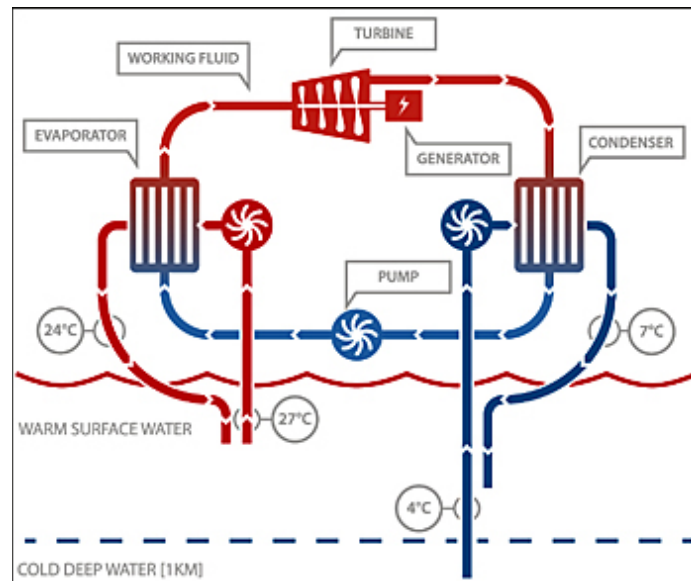 TURBINE
WORKING FLUID
EVAPORATOR
GENERATOR
CONDENSER
PUMP
24°C
7°C
WARM SURFACE WATER
27°C
4°C
COLD DEEP WATER [1KM]